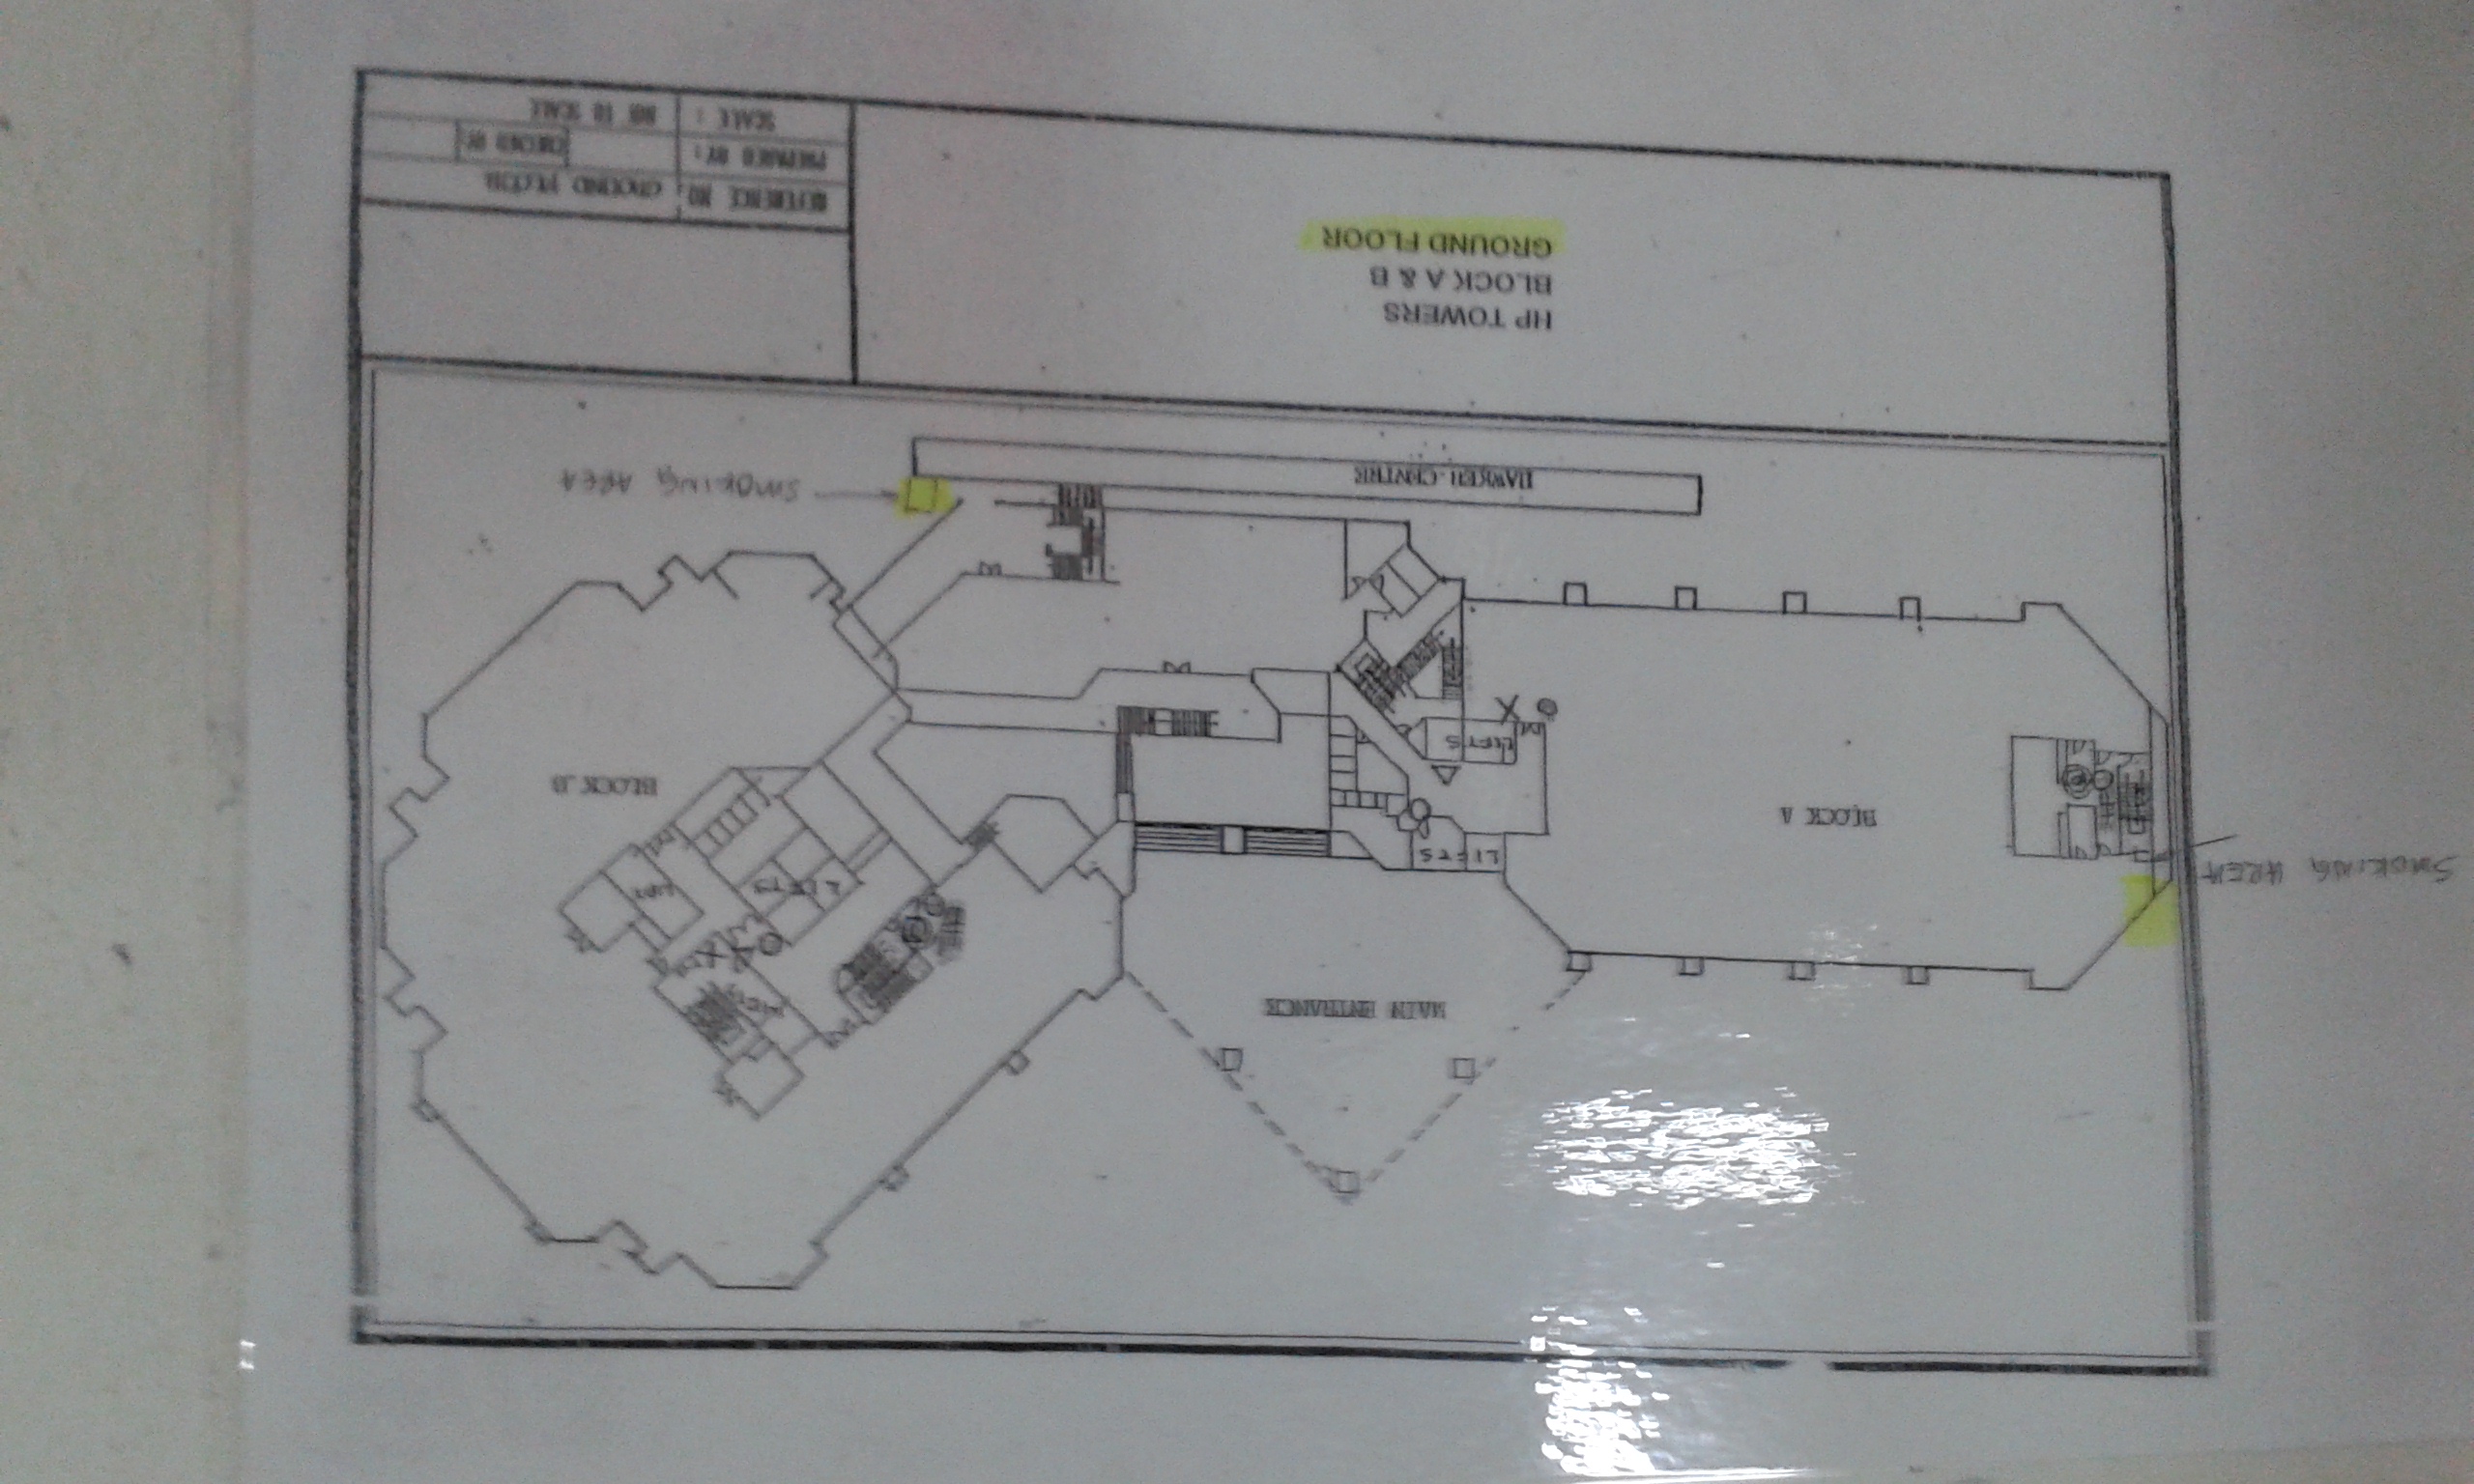 MAIN ENTRANCE
SMOKING AREA
LIFTS
BLOCK A
LIFTS
LIFTS
BLOCK B
HAWKER CENTRE
SMOKING AREA
HP TOWERS
BLOCK A & B
GROUND FLOOR
REFERENCE NO: GROUND FLOOR
PREPARED BY: CHECKED BY:
SCALE : NOT TO SCALE